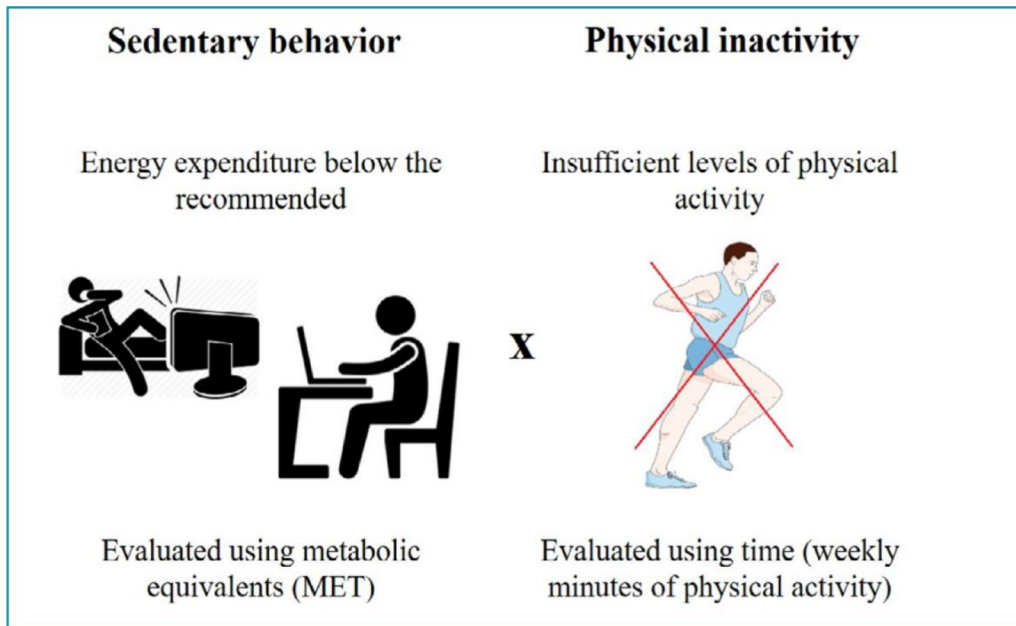 Sedentary behavior
Physical inactivity
Energy expenditure below the
recommended
Insufficient levels of physical
activity
x
Evaluated using metabolic
equivalents (MET)
Evaluated using time (weekly
minutes of physical activity)